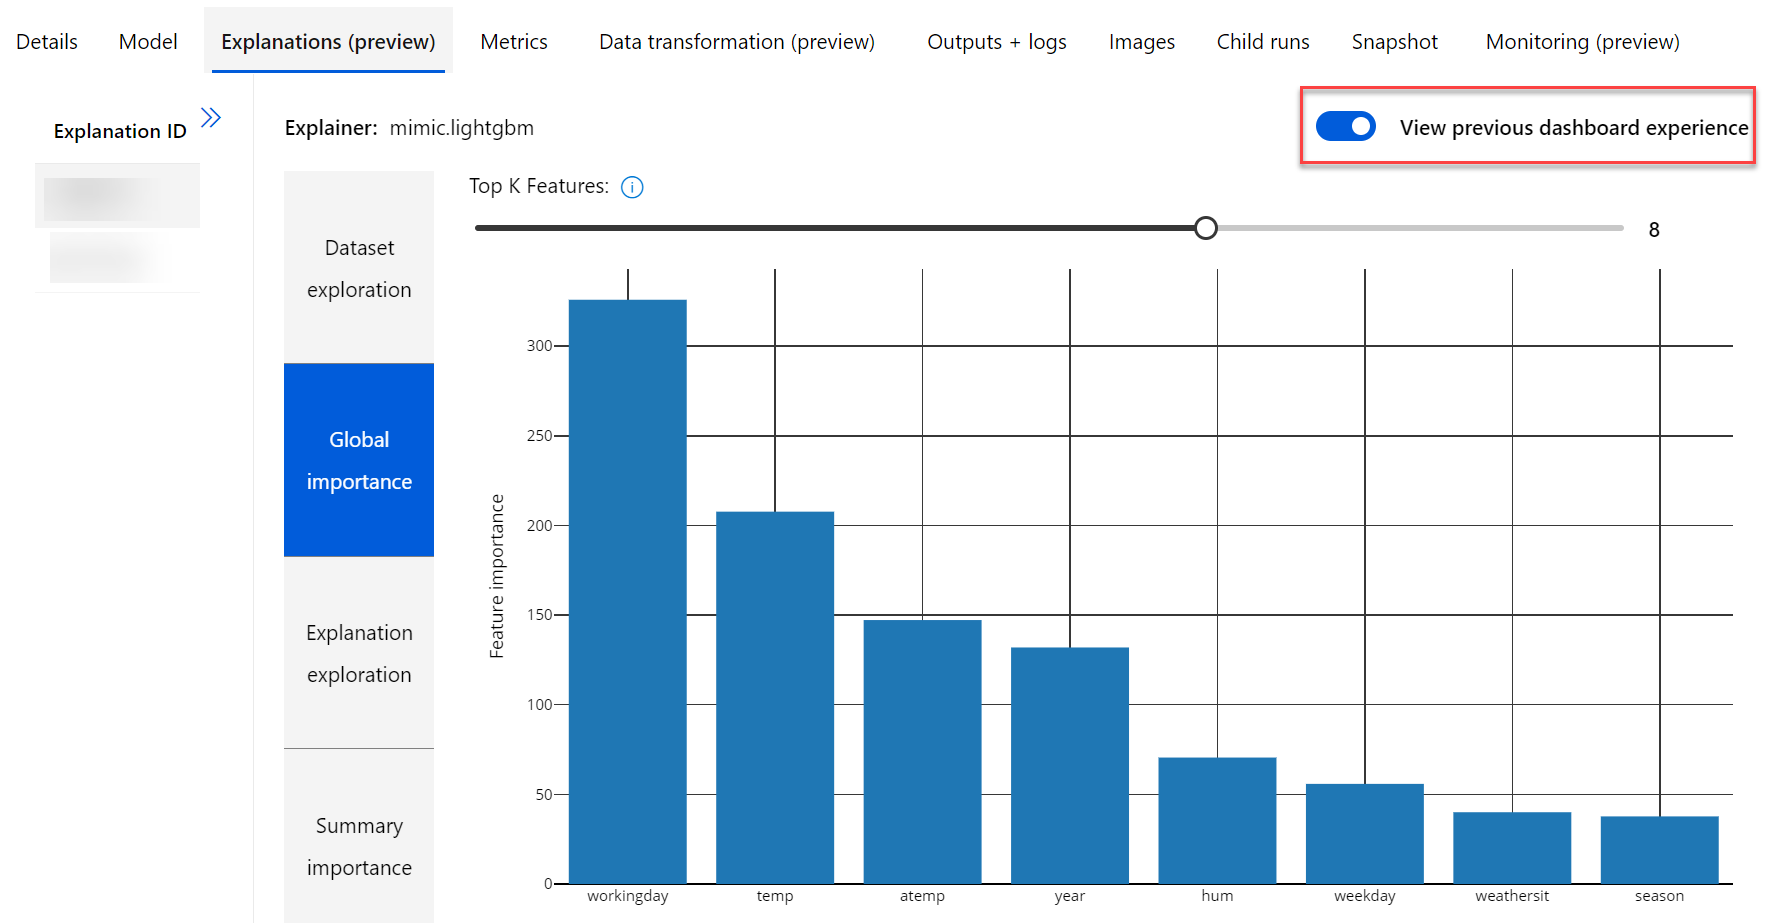 Details Model Explanations (preview) Metrics Data transformation (preview) Outputs + logs Images Child runs Snapshot Monitoring (preview)
Explanation ID
Explainer: mimic.lightgbm
View previous dashboard experience
Dataset
exploration
Global
importance
Explanation
exploration
Summary
importance
Top K Features:
8
Feature importance
300
250
200
150
100
50
0
workingday temp atemp year hum weekday weathersit season